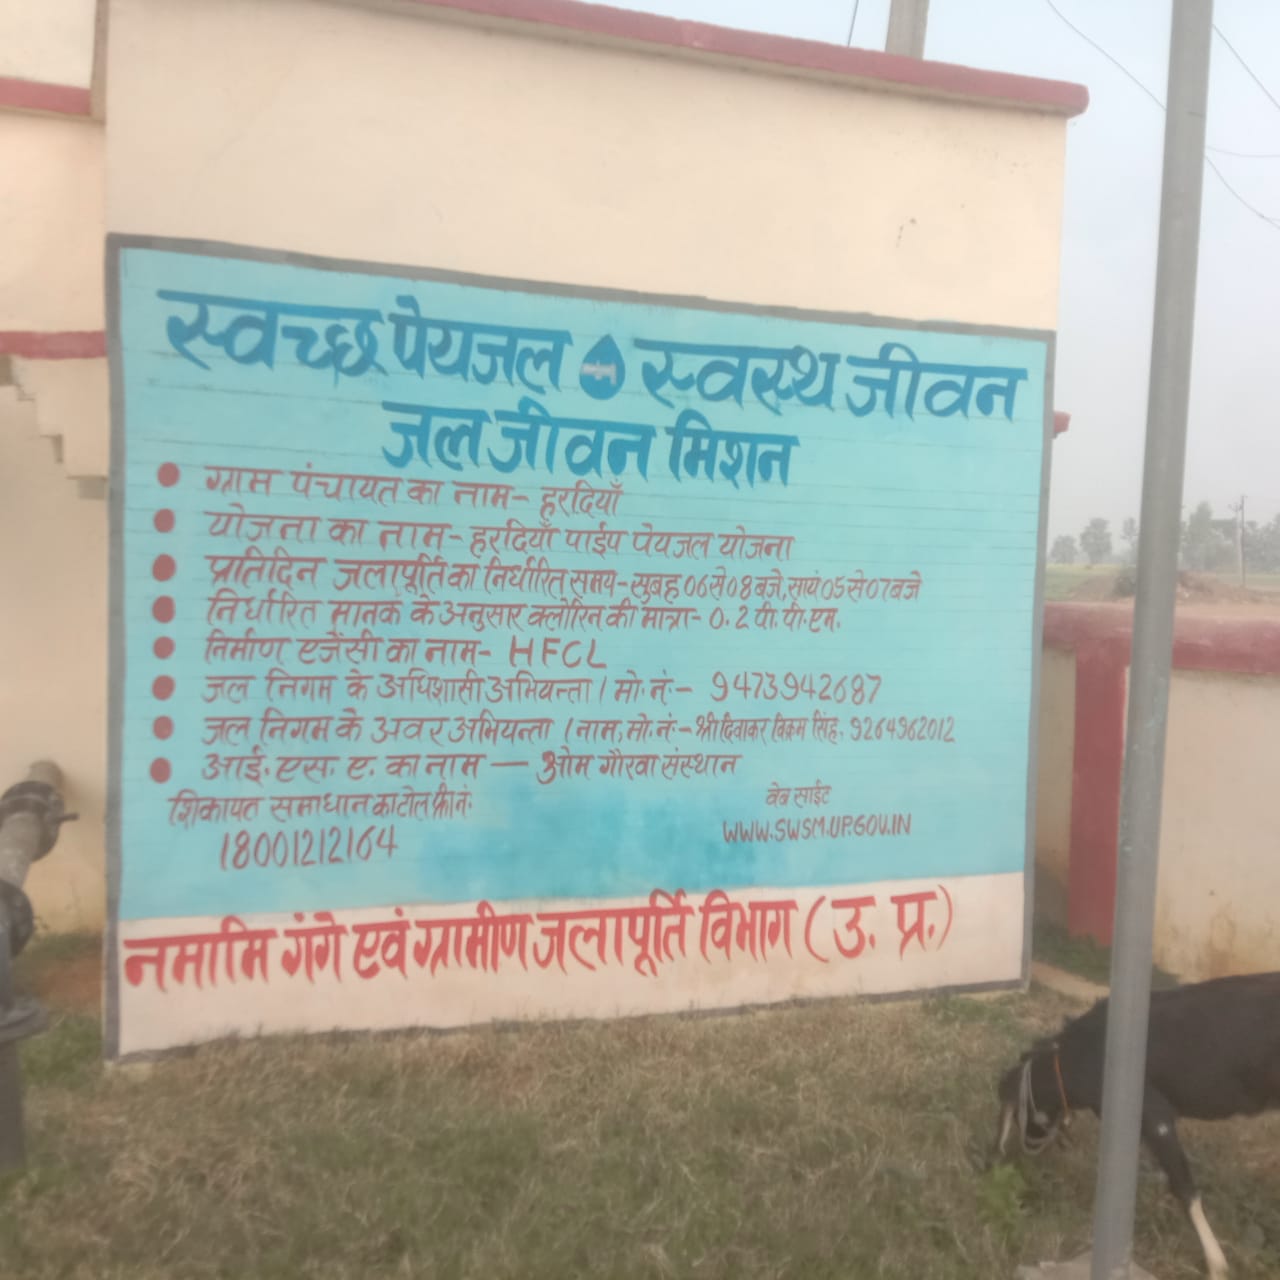 स्वच्छ पेयजल स्वस्थ जीवन
जल जीवन मिशन
ग्राम पंचायत का नाम- हरदियाँ
योजना का नाम- हरदियाँ पाईप पेयजल योजना
प्रतिदिन जलापूर्ति का निर्धारित समय- सुबह 06 से 08 बजे, सायं 05 से 07 बजे
निर्धारित मानक के अनुसार क्लोरिन की मात्रा- 0.2 पी.पी.एम.
निर्माण एजेंसी का नाम- HFCL
जल निगम के अधिशासी अभियन्ता / मो.नं:- 9473942687
जल निगम के अवर अभियन्ता / नाम, मो.नं:- श्री दिवाकर विक्रम सिंह, 9264962012
आई.एस.ए. का नाम — ओम गौरवा संस्थान
शिकायत समाधान का टोल फ्री नं:
18001212164
वेब साईट
WWW.SWSM.UP.GOV.IN
नमामि गंगे एवं ग्रामीण जलापूर्ति विभाग (उ. प्र.)